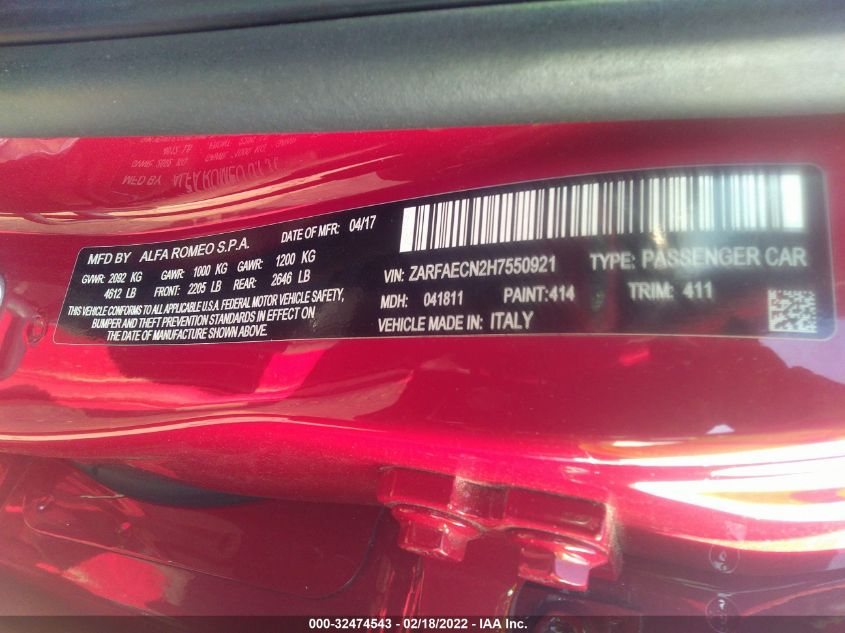 MFD BY ALFA ROMEO S.P.A. DATE OF MFR: 04/17
GVWR: 2092 KG GAWR: 1000 KG GAWR: 1200 KG
4612 LB FRONT: 2205 LB REAR: 2646 LB
THIS VEHICLE CONFORMS TO ALL APPLICABLE U.S.A. FEDERAL MOTOR VEHICLE SAFETY,
BUMPER AND THEFT PREVENTION STANDARDS IN EFFECT ON
THE DATE OF MANUFACTURE SHOWN ABOVE.
VIN: ZARFAECN2H7550921 TYPE: PASSENGER CAR
MDH: 041811 PAINT:414 TRIM: 411
VEHICLE MADE IN: ITALY
000-32474543 - 02/18/2022 - IAA Inc.